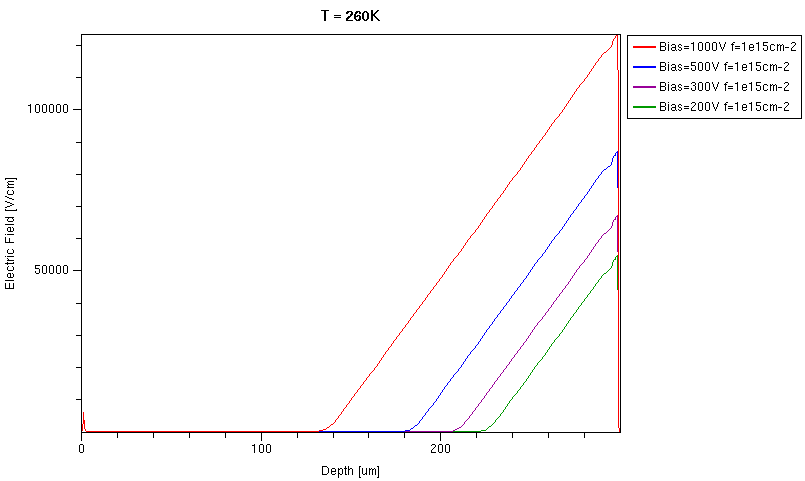 T = 260K
Bias=1000V f=1e15cm-2
Bias=500V f=1e15cm-2
Bias=300V f=1e15cm-2
Bias=200V f=1e15cm-2
100000
50000
Electric Field [V/cm]
0
100
200
Depth [um]